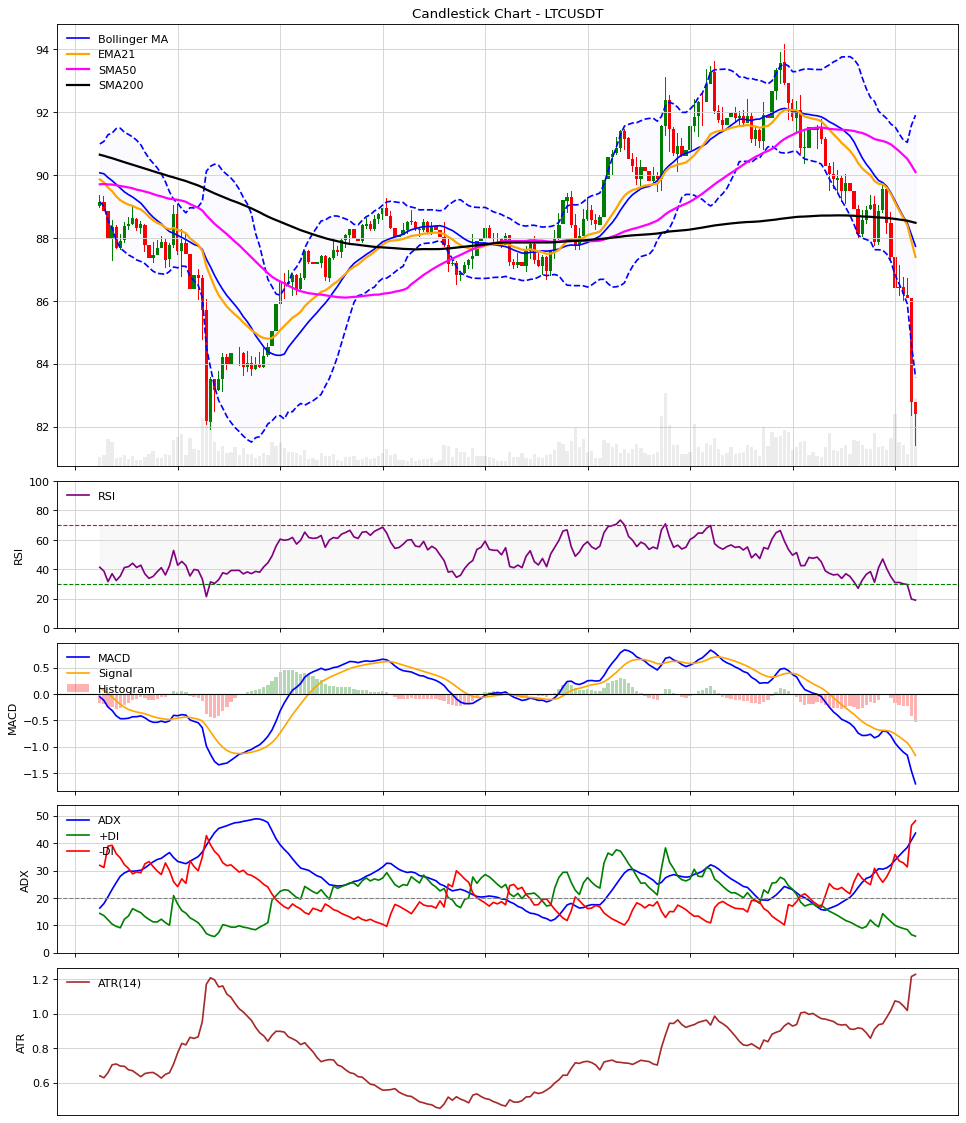 Candlestick Chart - LTCUSDT
Bollinger MA
EMA21
SMA50
SMA200
94
92
90
88
86
84
82
RSI
RSI
100
80
60
40
20
0
MACD
Signal
Histogram
MACD
0.5
0.0
−0.5
−1.0
−1.5
ADX
+DI
-DI
ADX
50
40
30
20
10
0
ATR(14)
ATR
1.2
1.0
0.8
0.6